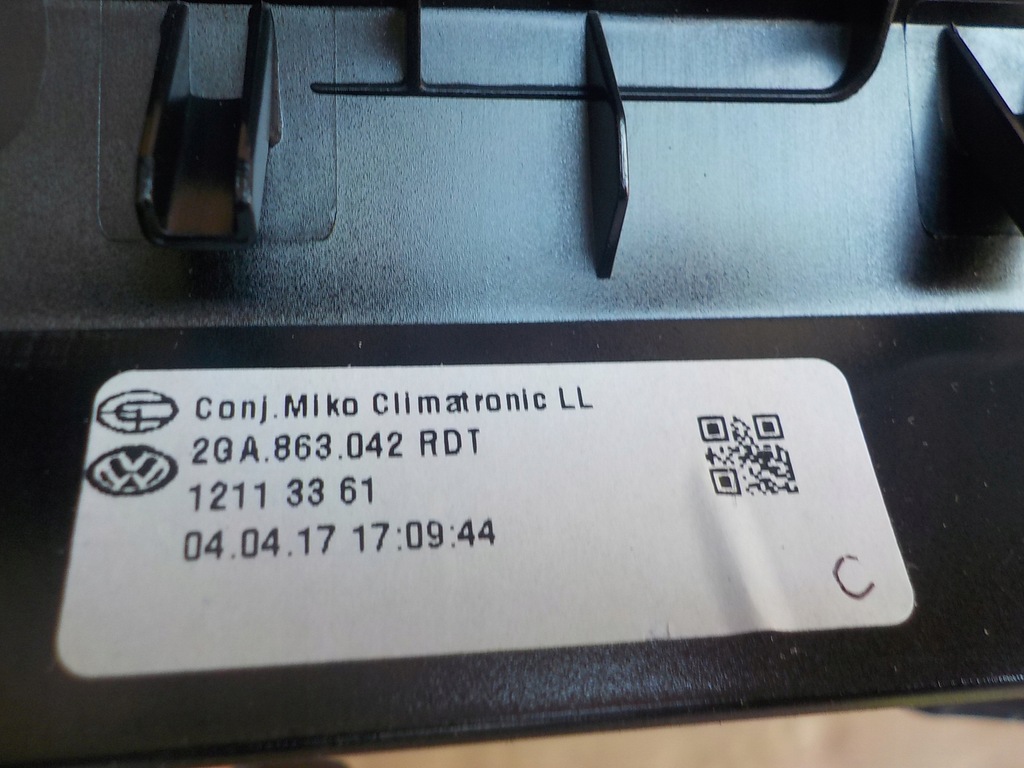 Conj.Miko Climatronic LL
2GA.863.042 RDT
1211 33 61
04.04.17 17:09:44
C